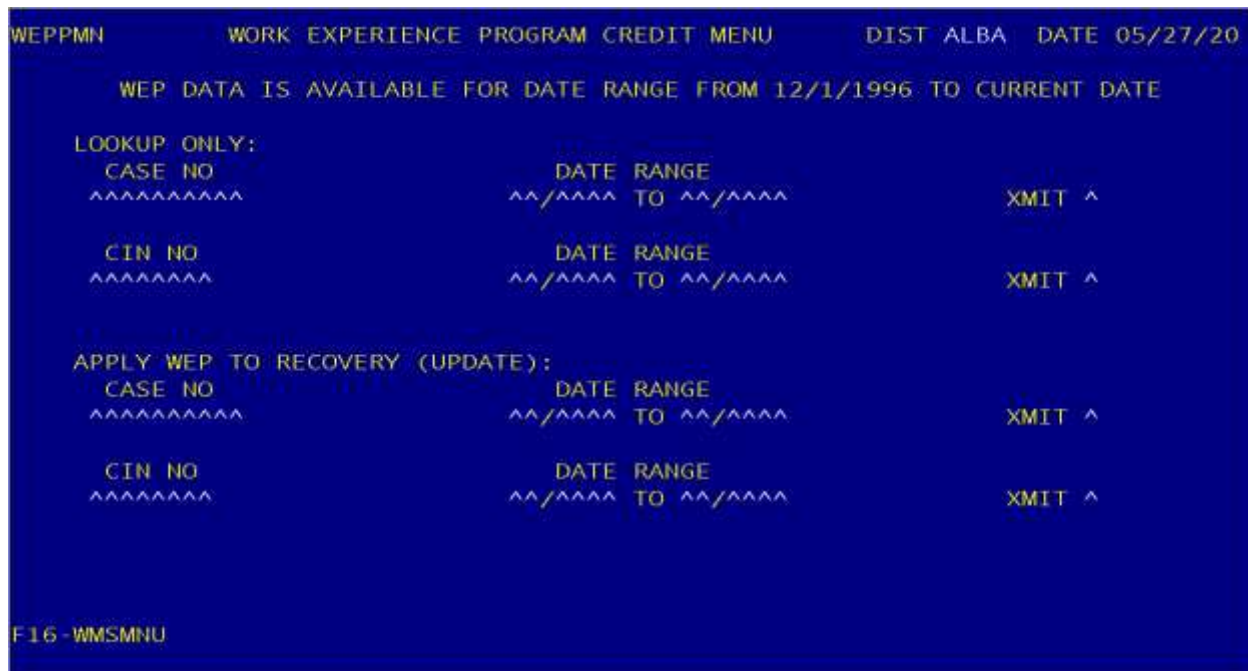 WEPPMN WORK EXPERIENCE PROGRAM CREDIT MENU DIST ALBA DATE 05/27/20
WEP DATA IS AVAILABLE FOR DATE RANGE FROM 12/1/1996 TO CURRENT DATE
LOOKUP ONLY:
CASE NO DATE RANGE
^^^^^^^^^^ ^^/^^^^ TO ^^/^^^^ XMIT ^
CIN NO DATE RANGE
^^^^^^^^ ^^/^^^^ TO ^^/^^^^ XMIT ^
APPLY WEP TO RECOVERY (UPDATE):
CASE NO DATE RANGE
^^^^^^^^^^ ^^/^^^^ TO ^^/^^^^ XMIT ^
CIN NO DATE RANGE
^^^^^^^^ ^^/^^^^ TO ^^/^^^^ XMIT ^
F16-WMSMNU